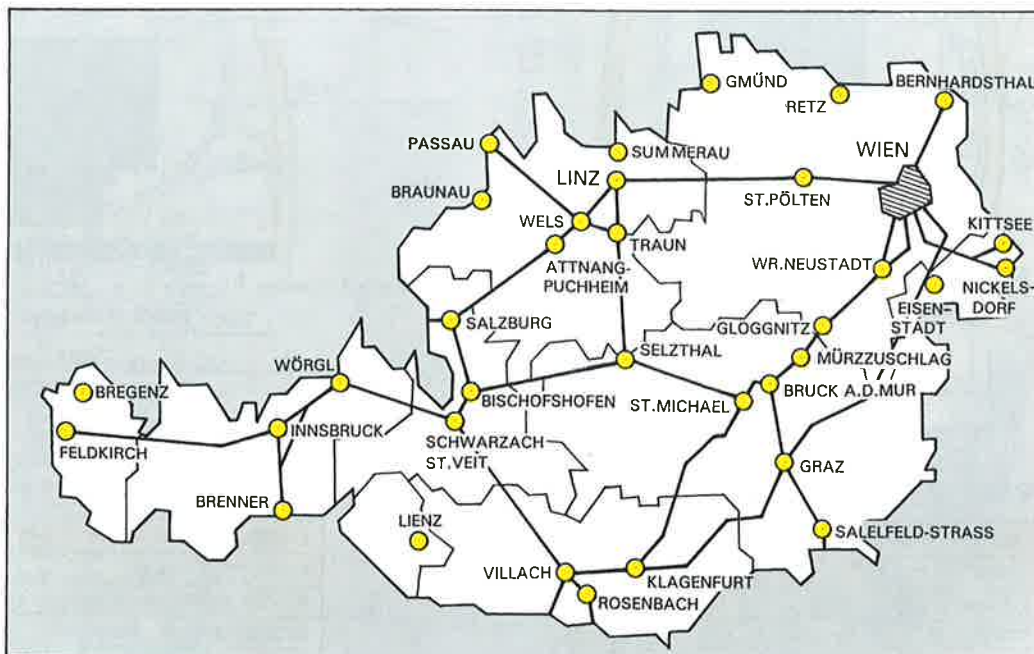 GMÜND
BERNHARDSTHAL
RETZ
PASSAU
SUMMERAU
WIEN
LINZ
BRAUNAU
ST.PÖLTEN
WELS
KITTSEE
TRAUN
ATTNANG-
PUCHHEIM
WR.NEUSTADT
NICKELS-
DORF
EISEN-
STADT
SALZBURG
GLOGGNITZ
SELZTHAL
MÜRZZUSCHLAG
WÖRGL
BREGENZ
BISCHOFSHOFEN
ST.MICHAEL
BRUCK A.D.MUR
INNSBRUCK
SCHWARZACH
ST.VEIT
FELDKIRCH
GRAZ
BRENNER
LIENZ
SALELFELD-STRASS
VILLACH
KLAGENFURT
ROSENBACH